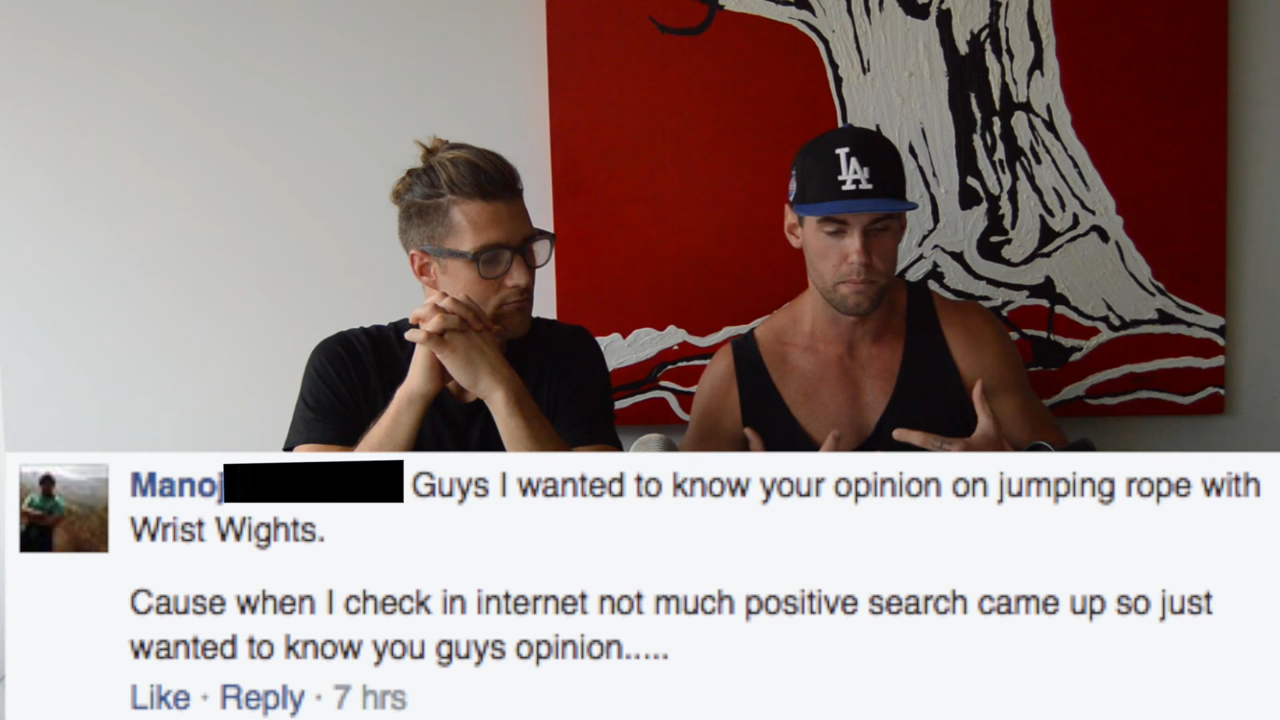 LA
Manoj Guys I wanted to know your opinion on jumping rope with
Wrist Wights.
Cause when I check in internet not much positive search came up so just
wanted to know you guys opinion.....
Like · Reply · 7 hrs